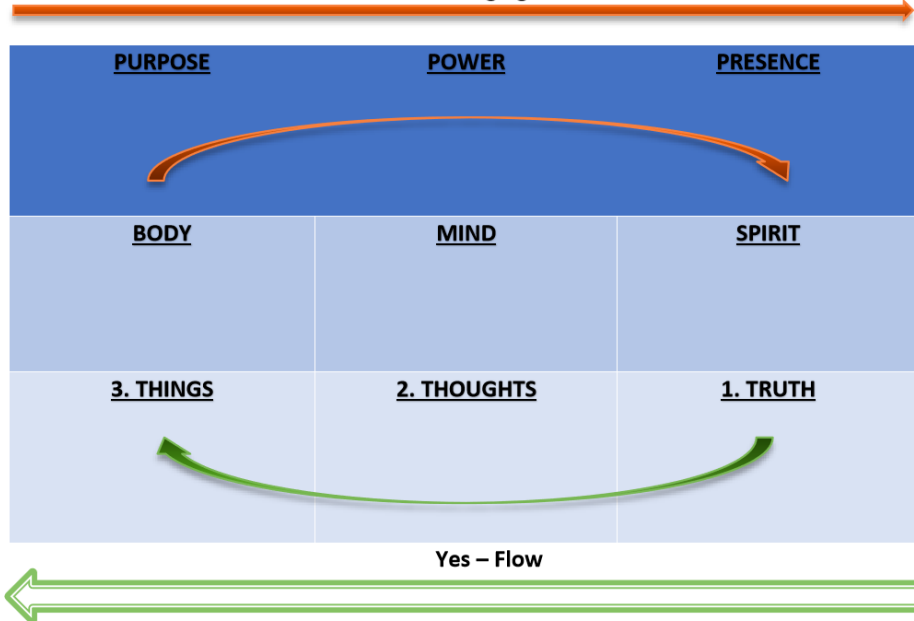 PURPOSE POWER PRESENCE
BODY MIND SPIRIT
3. THINGS 2. THOUGHTS 1. TRUTH
Yes – Flow